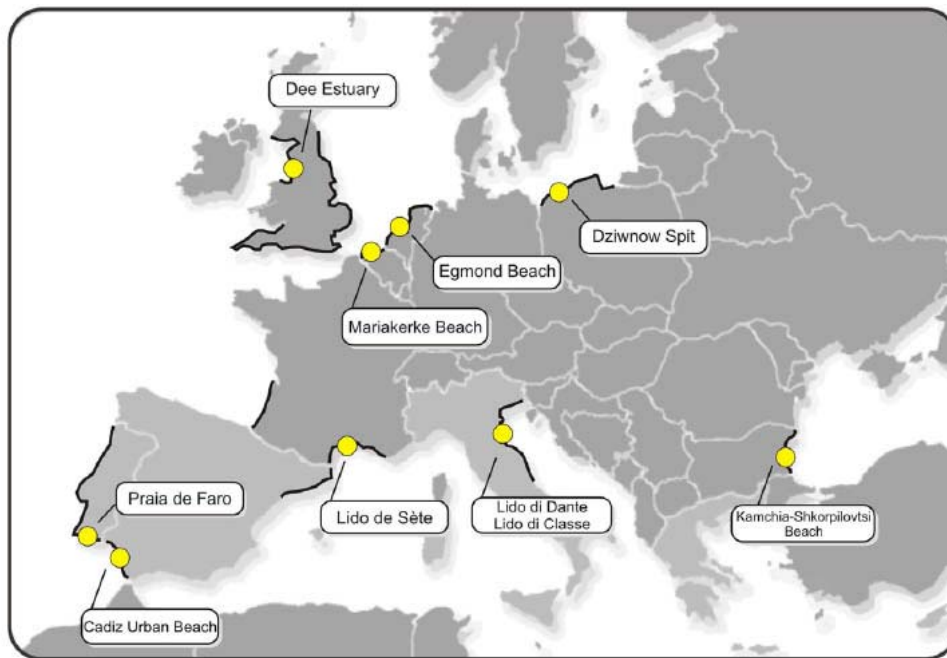 Dee Estuary
Dziwnow Spit
Egmond Beach
Mariakerke Beach
Praia de Faro
Lido de Sète
Lido di Dante
Lido di Classe
Kamchia-Shkorpilovtsi
Beach
Cadiz Urban Beach